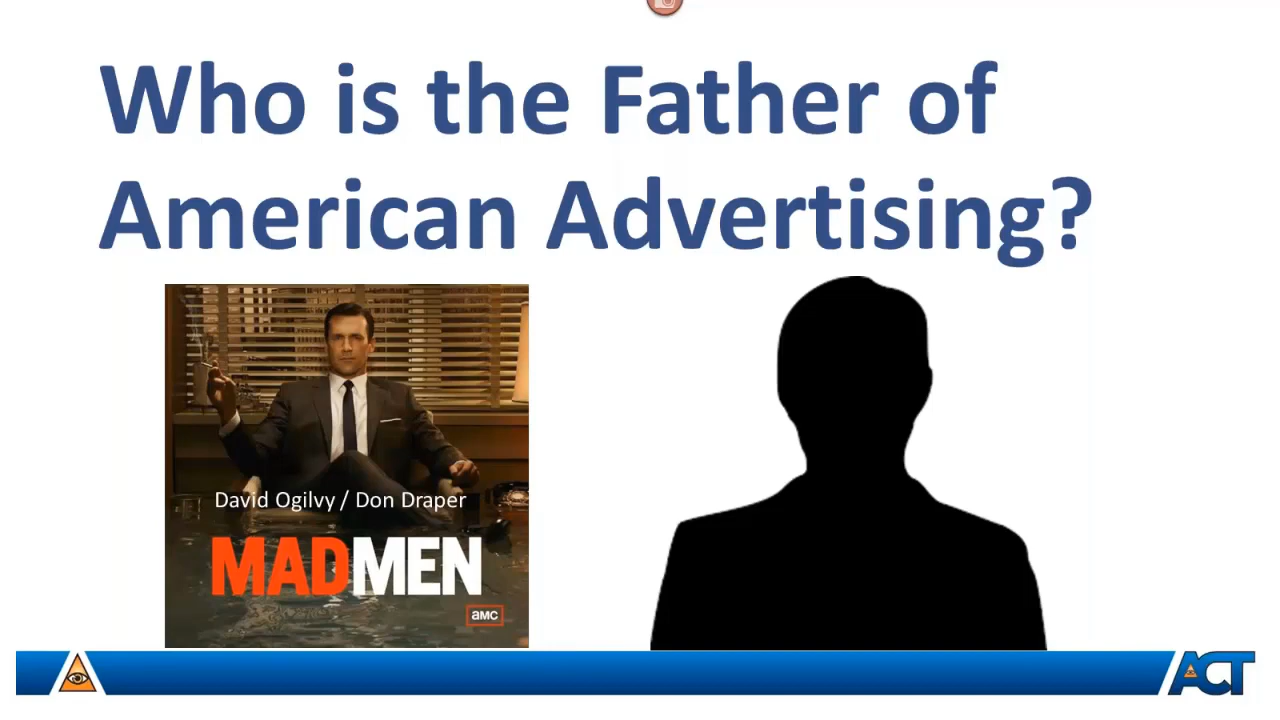 Who is the Father of
American Advertising?
David Ogilvy / Don Draper
MADMEN
amc
ACT